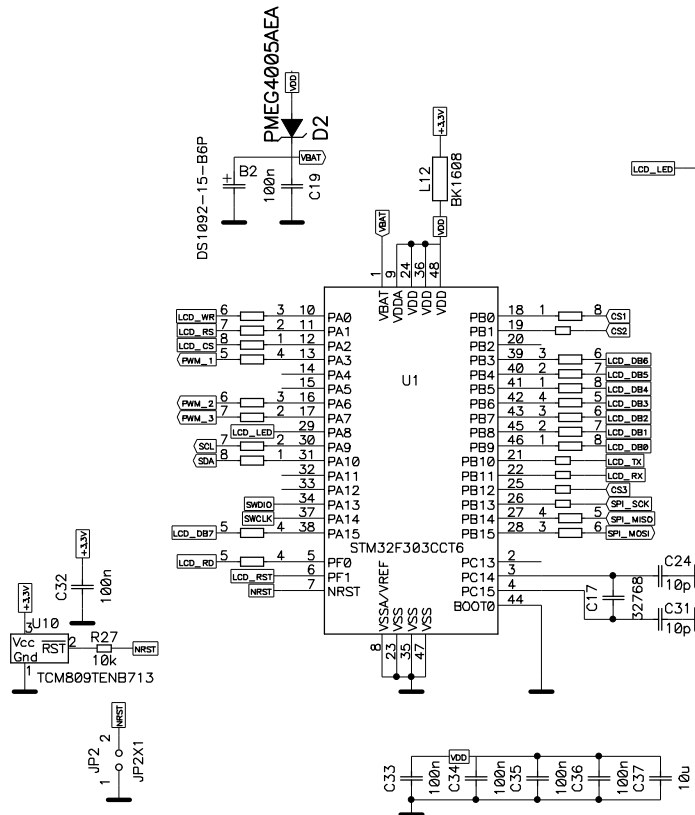 PMEG4005AEA
VDD
D2
VBAT
DS1092-15-B6P
+
B2
100n
C19
+3,3V
L12
BK1608
VBAT
VDD
LCD_LED
1
9
24
36
48
VBAT
VDDA
VDD
VDD
VDD
U1
STM32F303CCT6
LCD_WR 6 3 10 PA0
LCD_RS 7 2 11 PA1
LCD_CS 8 1 12 PA2
PWM_1 5 4 13 PA3
14 PA4
15 PA5
PWM_2 6 3 16 PA6
PWM_3 7 2 17 PA7
LCD_LED 29 PA8
SCL 7 2 30 PA9
SDA 8 1 31 PA10
32 PA11
33 PA12
SWDIO 34 PA13
SWCLK 37 PA14
LCD_DB7 5 4 38 PA15
LCD_RD 5 4 5 PF0
LCD_RST 6 PF1
NRST 7 NRST
PB0 18 1 8 CS1
PB1 19 CS2
PB2 20
PB3 39 3 6 LCD_DB6
PB4 40 2 7 LCD_DB5
PB5 41 1 8 LCD_DB4
PB6 42 4 5 LCD_DB3
PB7 43 3 6 LCD_DB2
PB8 45 2 7 LCD_DB1
PB9 46 1 8 LCD_DB0
PB10 21 LCD_TX
PB11 22 LCD_RX
PB12 25 CS3
PB13 26 SPI_SCK
PB14 27 4 5 SPI_MISO
PB15 28 3 6 SPI_MOSI
PC13 2
PC14 3
PC15 4
BOOT0 44
VSSA/VREF
VSS
VSS
VSS
8
23
35
47
C17
32768
C24
10p
C31
10p
+3,3V
C32
100n
+3,3V
3
U10
Vcc
Gnd
RST
2
1
R27
10k
NRST
TCM809TENB713
NRST
JP2
2
1
JP2X1
VDD
C33
100n
C34
100n
C35
100n
C36
100n
C37
10u